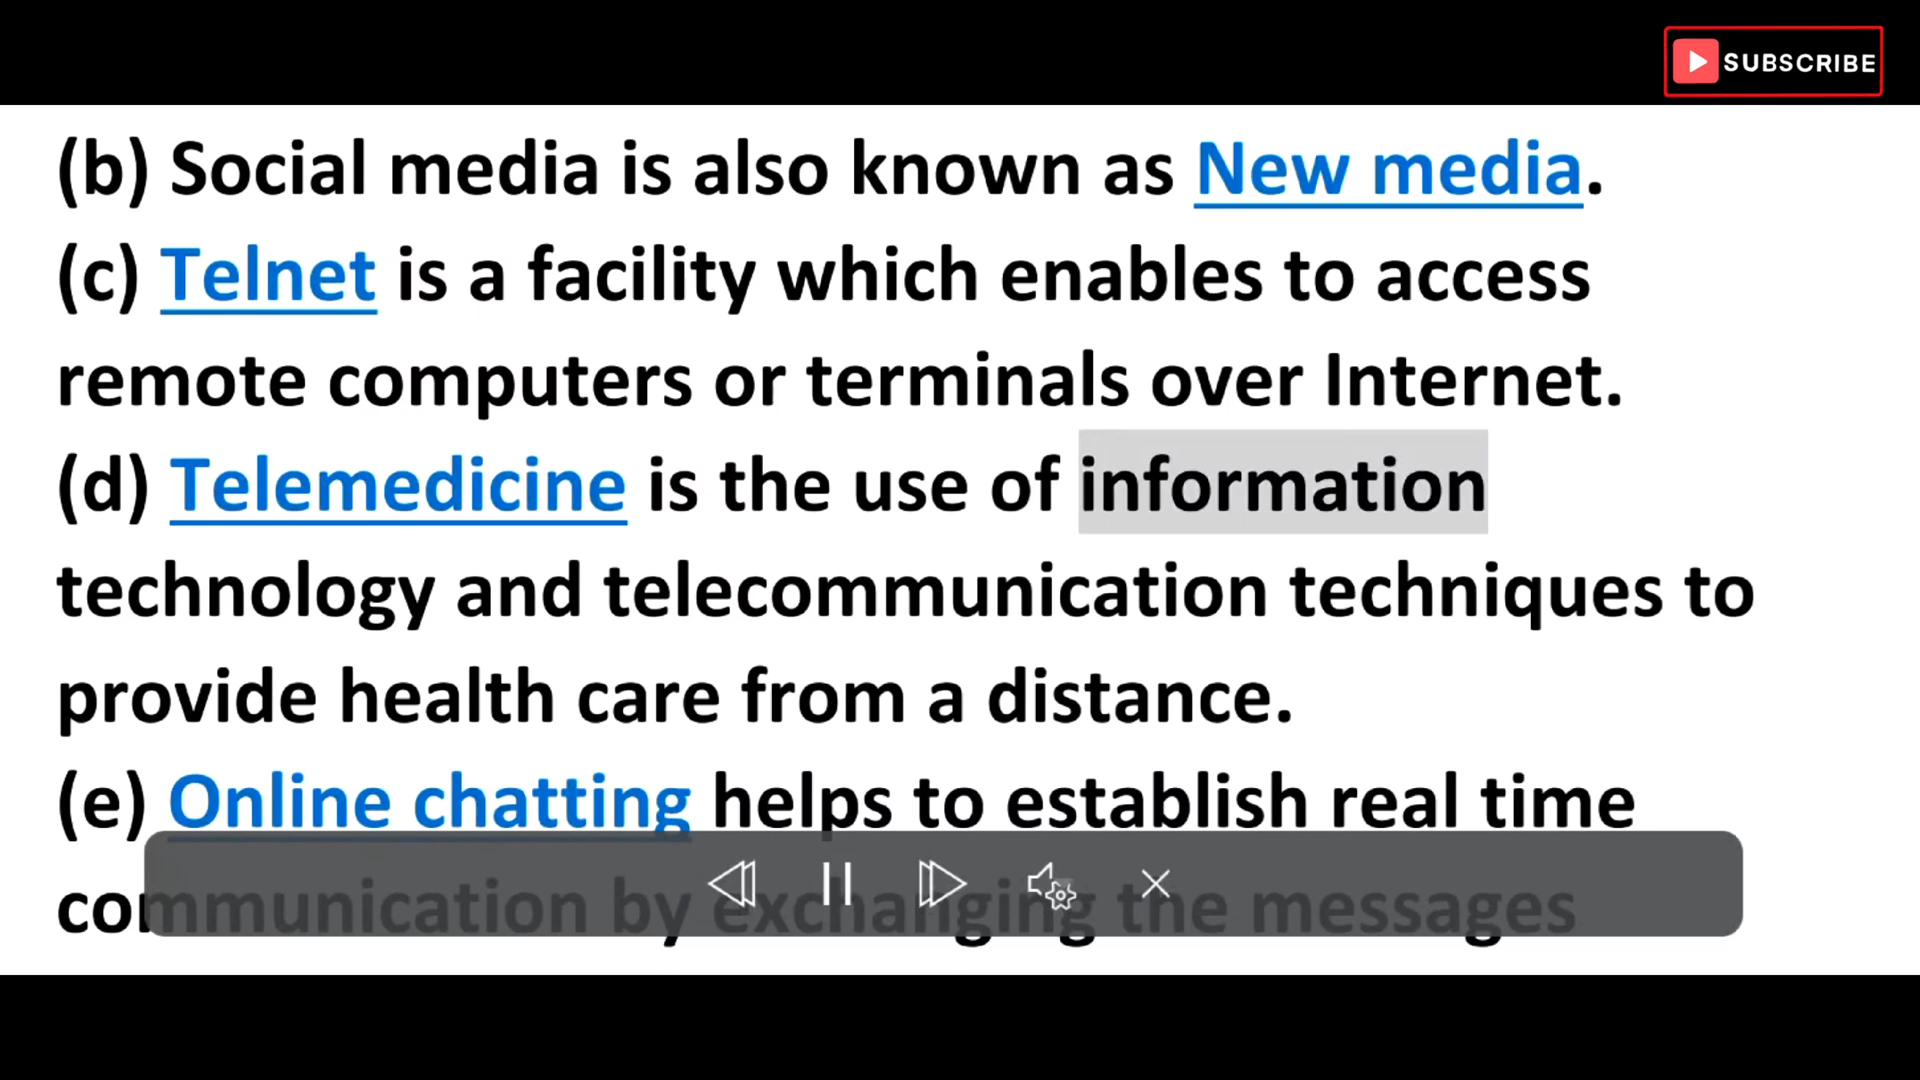 SUBSCRIBE
(b) Social media is also known as New media.
(c) Telnet is a facility which enables to access
remote computers or terminals over Internet.
(d) Telemedicine is the use of information
technology and telecommunication techniques to
provide health care from a distance.
(e) Online chatting helps to establish real time
communication by exchanging the messages